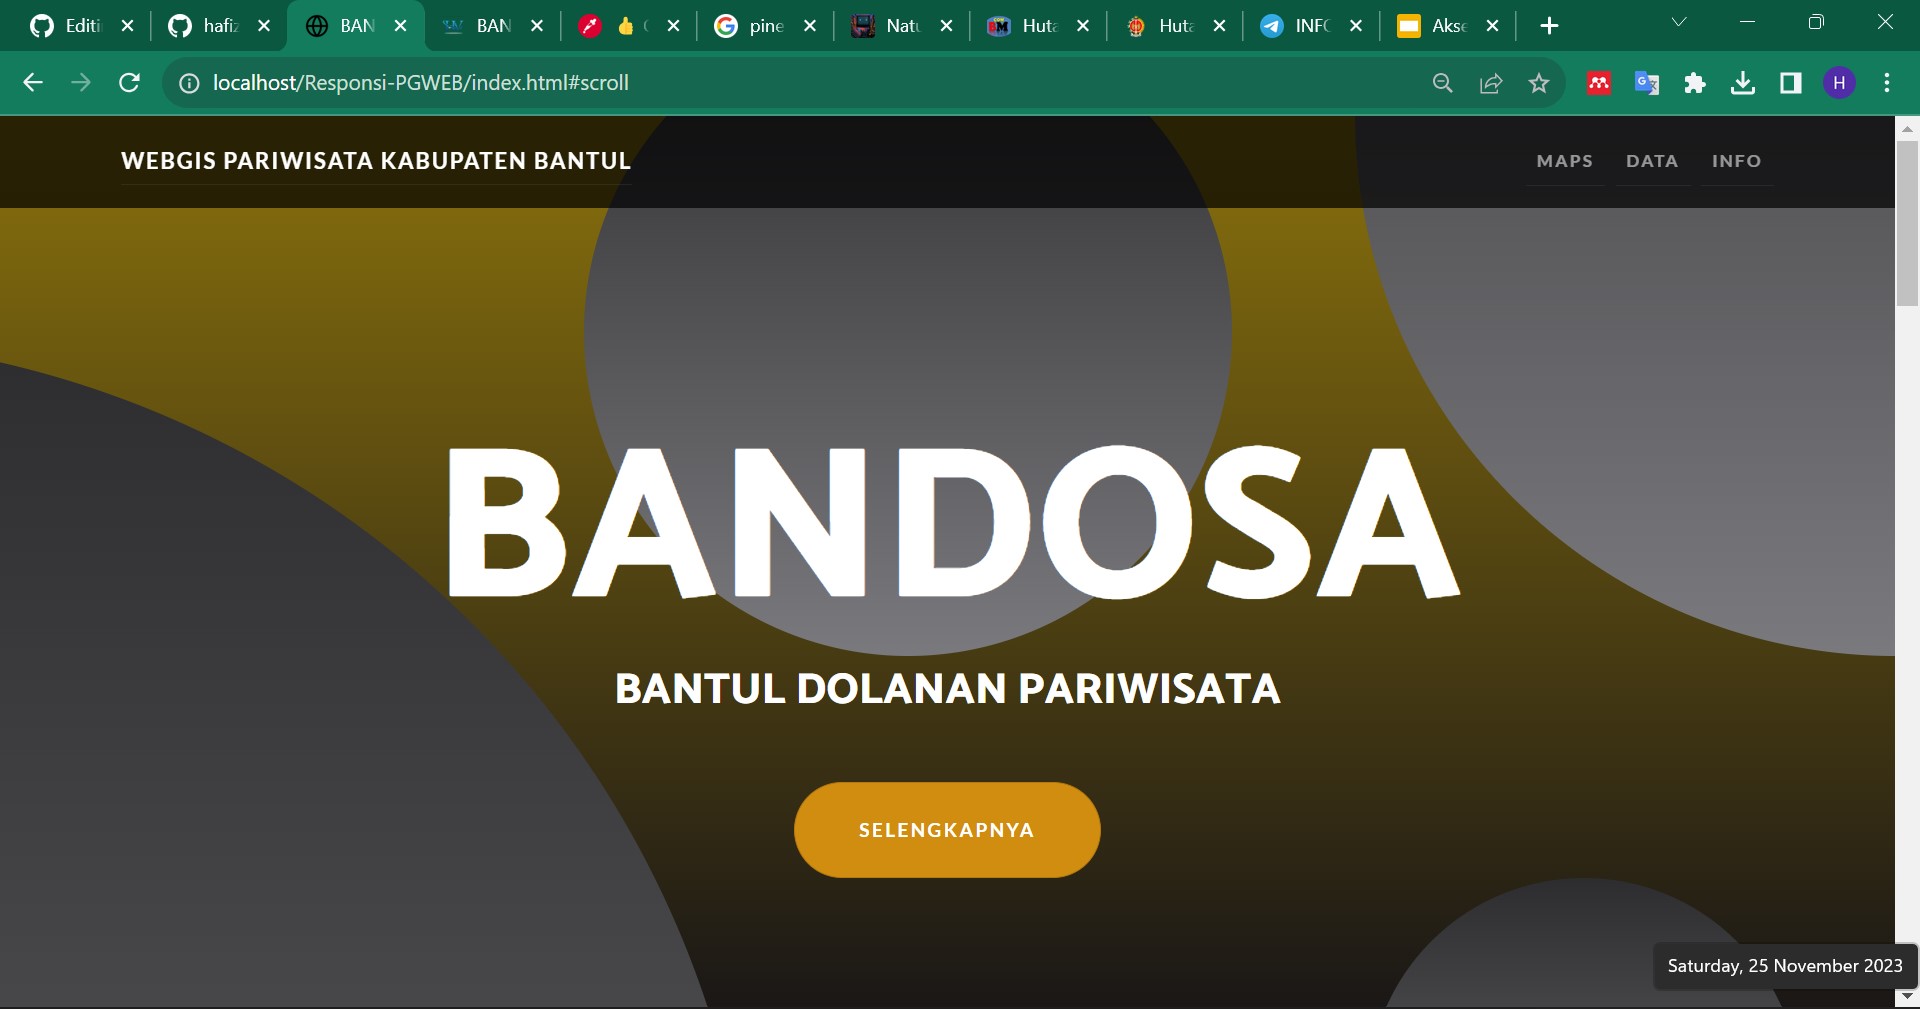 Editi
hafiz
BAN
BAN
pine
Natu
Huta
Huta
INFO
Akse
localhost/Responsi-PGWEB/index.html#scroll
H
WEBGIS PARIWISATA KABUPATEN BANTUL
MAPS
DATA
INFO
BANDOSA
BANTUL DOLANAN PARIWISATA
SELENGKAPNYA
Saturday, 25 November 2023